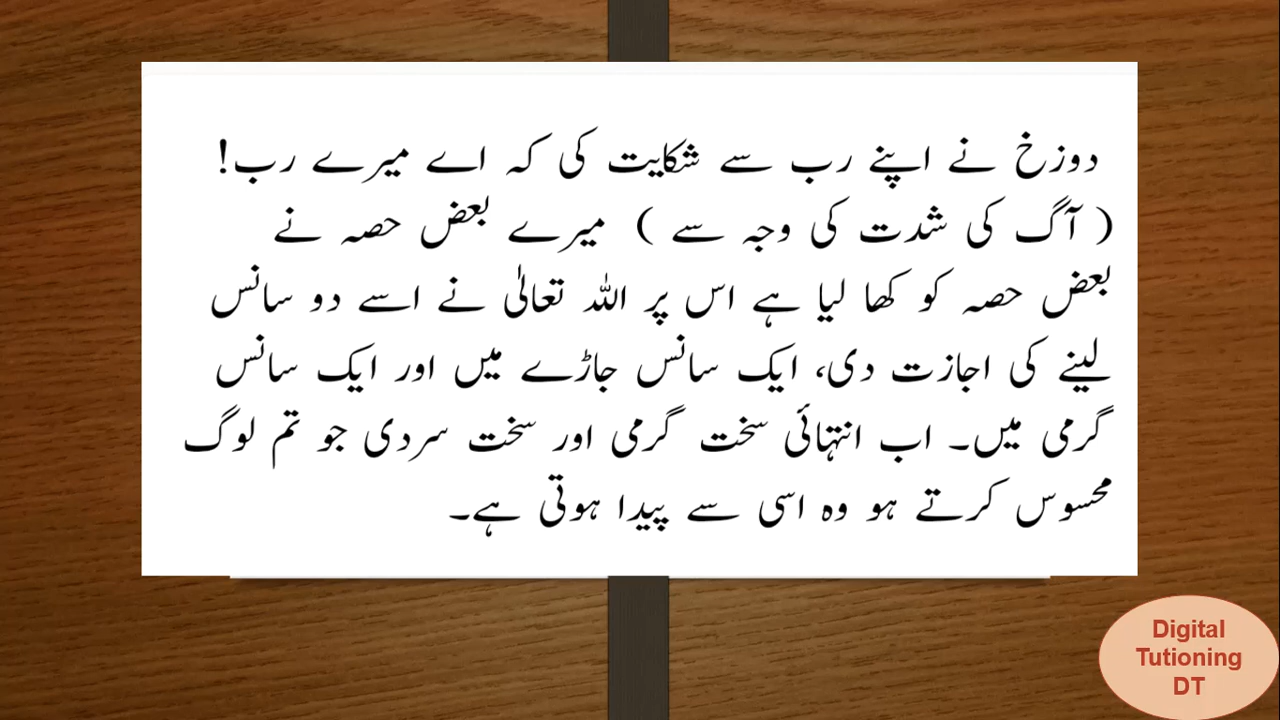 دوزخ نے اپنے رب سے شکایت کی کہ اے میرے رب!
( آگ کی شدت کی وجہ سے ) میرے بعض حصہ نے
بعض حصہ کو کھا لیا ہے اس پر اللہ تعالیٰ نے اسے دو سانس
لینے کی اجازت دی، ایک سانس جاڑے میں اور ایک سانس
گرمی میں۔ اب انتہائی سخت گرمی اور سخت سردی جو تم لوگ
محسوس کرتے ہو وہ اسی سے پیدا ہوتی ہے۔
Digital
Tutioning
DT